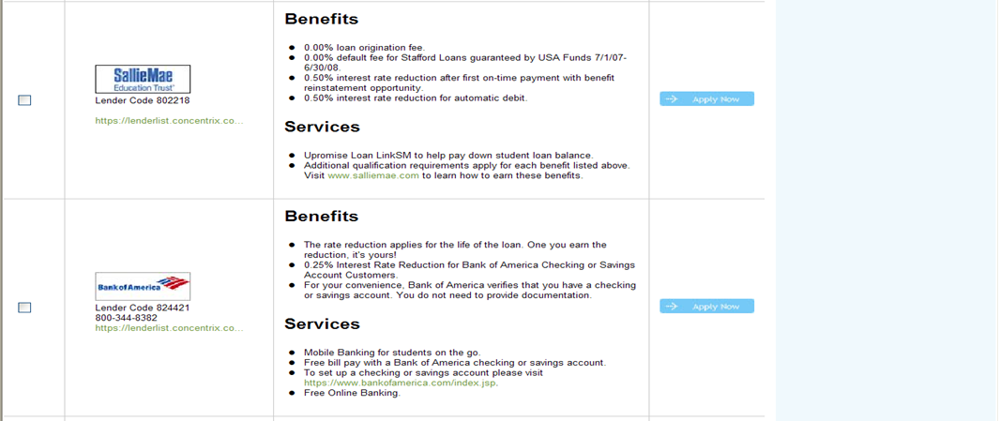 Benefits
0.00% loan origination fee.
0.00% default fee for Stafford Loans guaranteed by USA Funds 7/1/07-
6/30/08.
0.50% interest rate reduction after first on-time payment with benefit
reinstatement opportunity.
0.50% interest rate reduction for automatic debit.
SallieMae
Education Trust
Lender Code 802218
https://lenderlist.concentrix.co...
Apply Now
Services
Upromise Loan LinkSM to help pay down student loan balance.
Additional qualification requirements apply for each benefit listed above.
Visit www.salliemae.com to learn how to earn these benefits.
Benefits
The rate reduction applies for the life of the loan. One you earn the
reduction, it's yours!
0.25% Interest Rate Reduction for Bank of America Checking or Savings
Account Customers.
For your convenience, Bank of America verifies that you have a checking
or savings account. You do not need to provide documentation.
Bank of America
Lender Code 824421
800-344-8382
https://lenderlist.concentrix.co...
Apply Now
Services
Mobile Banking for students on the go.
Free bill pay with a Bank of America checking or savings account.
To set up a checking or savings account please visit
https://www.bankofamerica.com/index.jsp.
Free Online Banking.